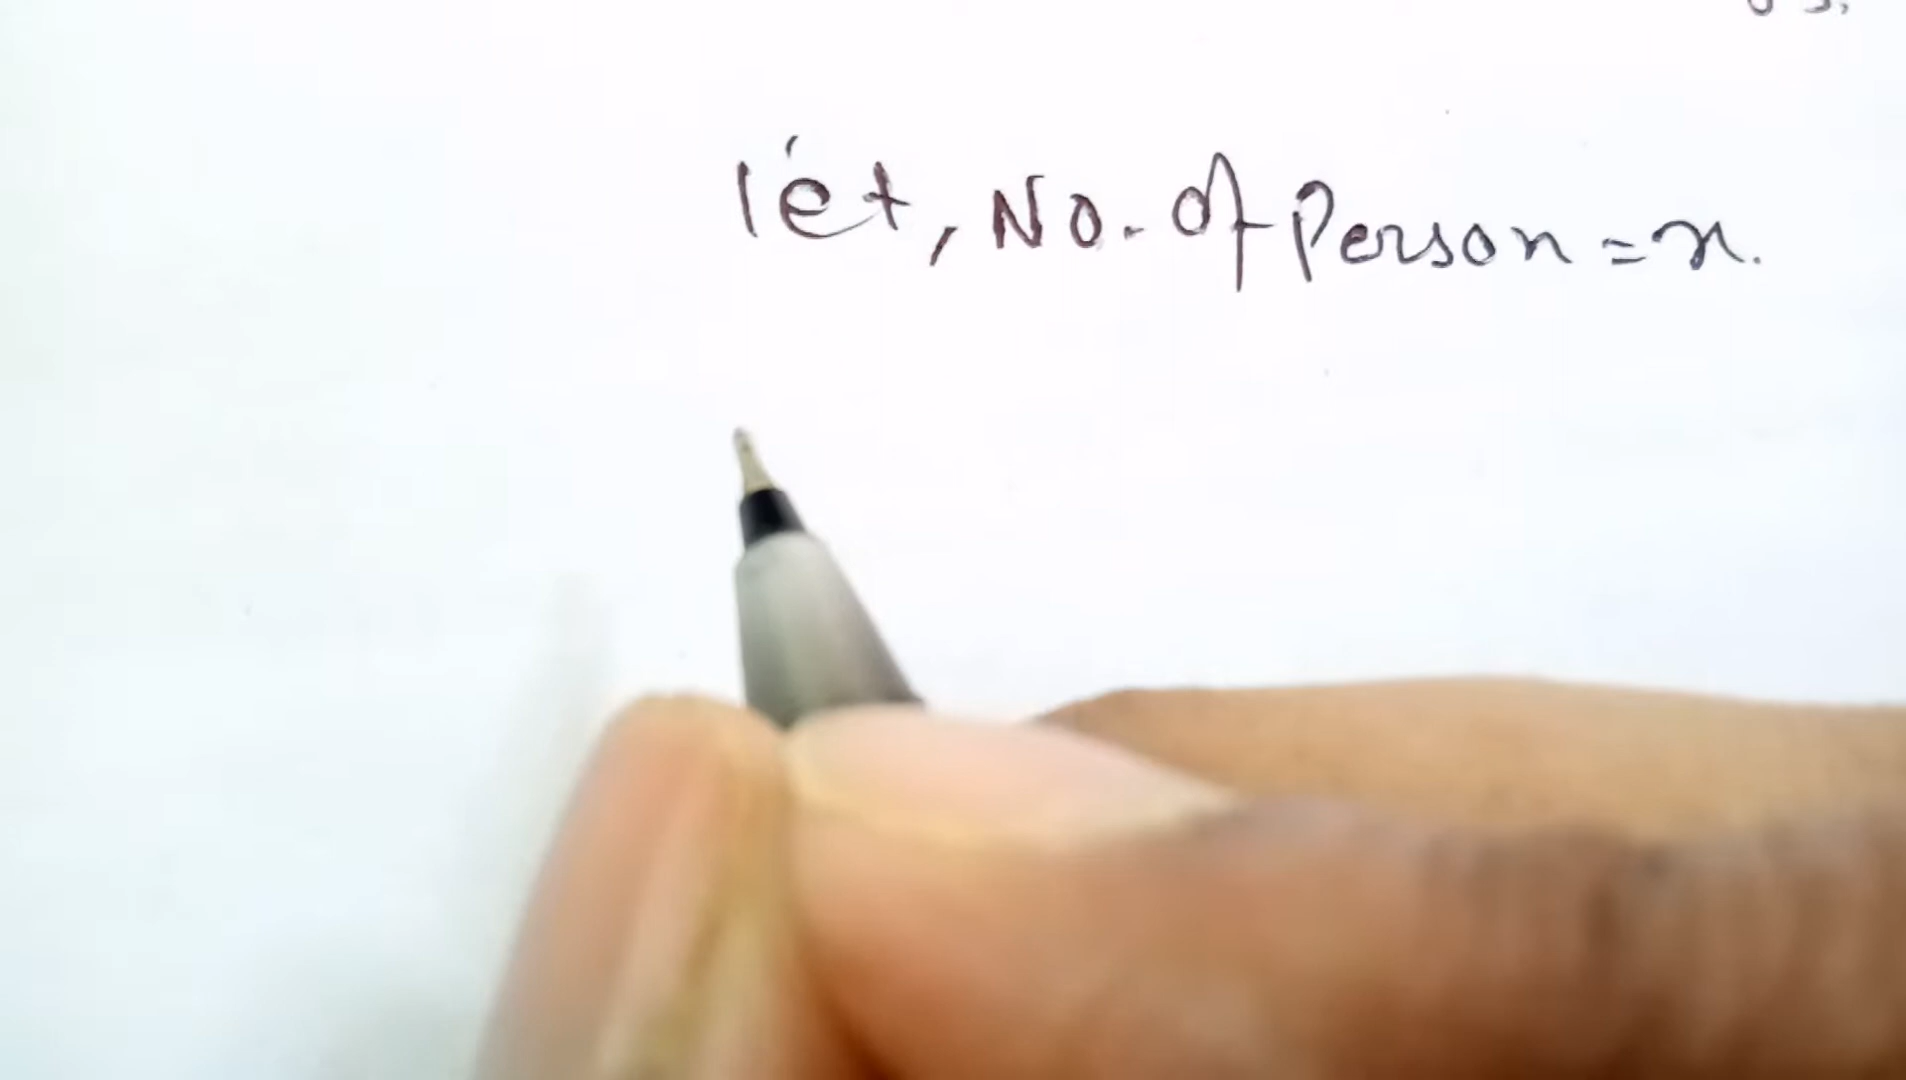 let, No. of Person = x.